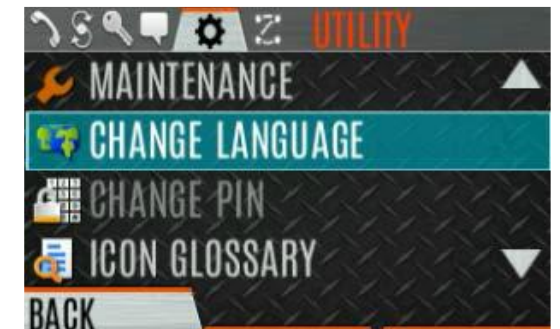 UTILITY
MAINTENANCE
CHANGE LANGUAGE
CHANGE PIN
ICON GLOSSARY
BACK